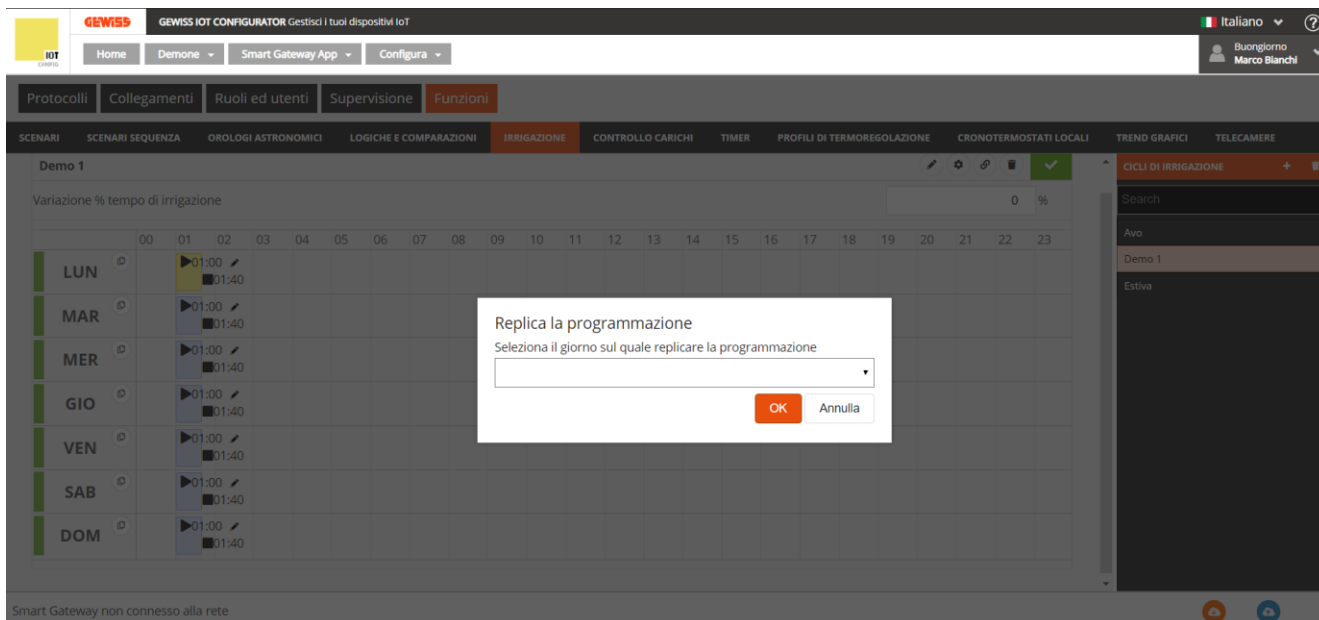 GEWISS GEWISS IOT CONFIGURATOR Gestisci i tuoi dispositivi IoT Italiano
IOT
CONFIG
Home Demone Smart Gateway App Configura
Buongiorno
Marco Bianchi
Protocolli Collegamenti Ruoli ed utenti Supervisione Funzioni
SCENARI SCENARI SEQUENZA OROLOGI ASTRONOMICI LOGICHE E COMPARAZIONI IRRIGAZIONE CONTROLLO CARICHI TIMER PROFILI DI TERMOREGOLAZIONE CRONOTERMOSTATI LOCALI TREND GRAFICI TELECAMERE
Demo 1
Variazione % tempo di irrigazione 0 %
00 01 02 03 04 05 06 07 08 09 10 11 12 13 14 15 16 17 18 19 20 21 22 23
LUN 01:00
01:40
MAR 01:00
01:40
MER 01:00
01:40
GIO 01:00
01:40
VEN 01:00
01:40
SAB 01:00
01:40
DOM 01:00
01:40
Replica la programmazione
Seleziona il giorno sul quale replicare la programmazione
OK Annulla
CICLI DI IRRIGAZIONE +
Search
Avo
Demo 1
Estiva
Smart Gateway non connesso alla rete